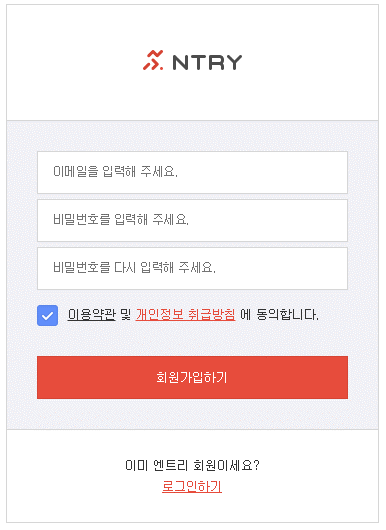 NTRY
이메일을 입력해 주세요.
비밀번호를 입력해 주세요.
비밀번호를 다시 입력해 주세요.
이용약관 및 개인정보 취급방침 에 동의합니다.
회원가입하기
이미 엔트리 회원이세요?
로그인하기